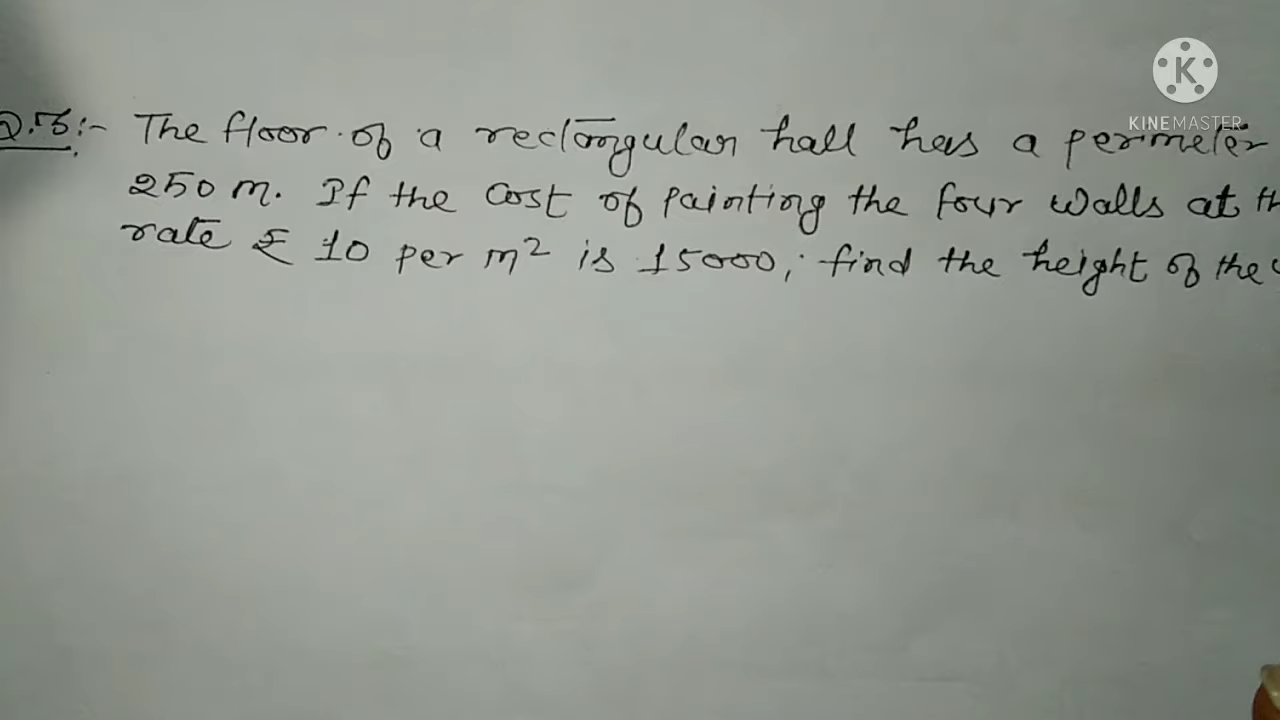 K
KINEMASTER
Q.5:- The floor of a rectangular hall has a perimeter
250 m. If the cost of painting the four walls at th
rate ₹ 10 per m² is 15000, find the height of the